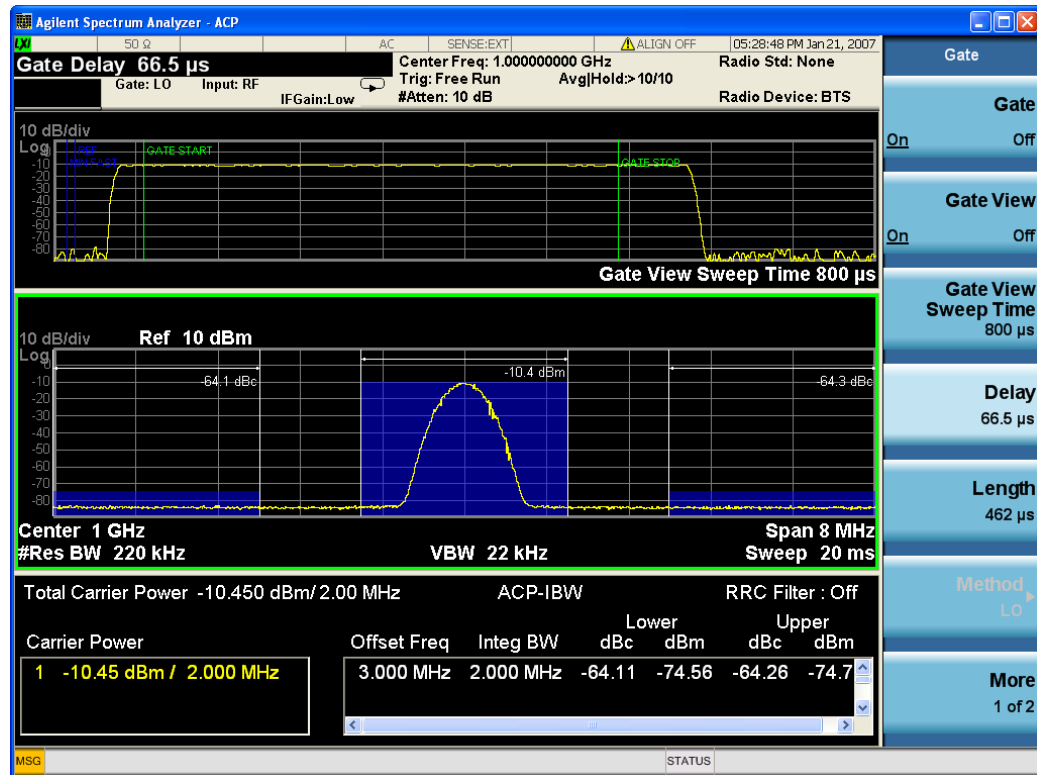 Agilent Spectrum Analyzer - ACP
LXI 50 Ω AC SENSE:EXT ALIGN OFF 05:28:48 PM Jan 21, 2007
Gate Delay 66.5 µs
Gate: LO Input: RF
IFGain:Low
Center Freq: 1.000000000 GHz
Trig: Free Run Avg|Hold:>10/10
#Atten: 10 dB
Radio Std: None
Radio Device: BTS
10 dB/div
Log
REF
MIN FAST
GATE START
GATE STOP
-10
-20
-30
-40
-50
-60
-70
-80
Gate View Sweep Time 800 µs
10 dB/div Ref 10 dBm
Log
0
-10
-20
-30
-40
-50
-60
-70
-80
-64.1 dBc
-10.4 dBm
-64.3 dBc
Center 1 GHz Span 8 MHz
#Res BW 220 kHz VBW 22 kHz Sweep 20 ms
Total Carrier Power -10.450 dBm/ 2.00 MHz ACP-IBW RRC Filter : Off
Lower Upper
Carrier Power Offset Freq Integ BW dBc dBm dBc dBm
1 -10.45 dBm / 2.000 MHz 3.000 MHz 2.000 MHz -64.11 -74.56 -64.26 -74.7
MSG STATUS
Gate
Gate
On Off
Gate View
On Off
Gate View
Sweep Time
800 µs
Delay
66.5 µs
Length
462 µs
Method
LO
More
1 of 2